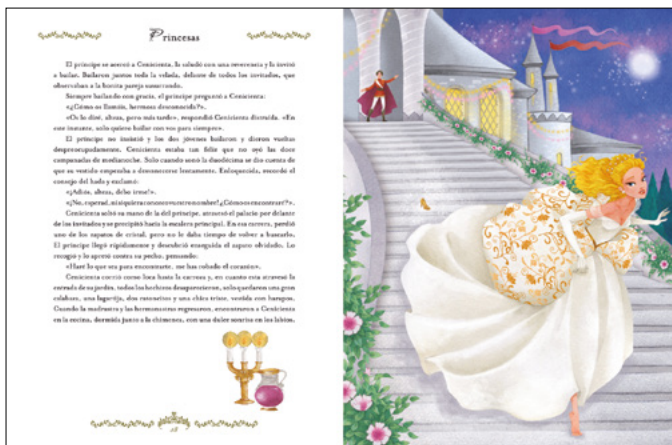 Princesas
El príncipe se acercó a Cenicienta, la saludó con una reverencia y la invitó
a bailar. Bailaron juntos toda la velada, delante de todos los invitados, que
observaban a la bonita pareja susurrando.
Siempre bailando con gracia, el príncipe preguntó a Cenicienta:
«¿Cómo os llamáis, hermosa desconocida?».
«Os lo diré, alteza, pero más tarde», respondió Cenicienta distraída. «En
este instante, solo quiero bailar con vos para siempre».
El príncipe no insistió y los dos jóvenes bailaron y dieron vueltas
despreocupadamente. Cenicienta estaba tan feliz que no oyó las doce
campanadas de medianoche. Solo cuando sonó la duodécima se dio cuenta de
que su vestido empezaba a desvanecerse lentamente. Enloquecida, recordó el
consejo del hada y exclamó:
«¡Adiós, alteza, debo irme!».
«¡No, esperad, ni siquiera conozco vuestro nombre! ¿Cómo os encontraré?».
Cenicienta soltó su mano de la del príncipe, atravesó el palacio por delante
de los invitados y se precipitó hacia la escalera principal. En esa carrera, perdió
uno de los zapatos de cristal, pero no le daba tiempo de volver a buscarlo.
El príncipe llegó rápidamente y descubrió enseguida el zapato olvidado. Lo
recogió y lo apretó contra su pecho, pensando:
«Haré lo que sea para encontrarte, me has robado el corazón».
Cenicienta corrió como loca hasta la carroza y, en cuanto esta atravesó la
entrada de su jardín, todos los hechizos desaparecieron, solo quedaron una gran
calabaza, una lagartija, dos ratoncitos y una chica triste, vestida con harapos.
Cuando la madrastra y las hermanastras regresaron, encontraron a Cenicienta
en la cocina, dormida junto a la chimenea, con una dulce sonrisa en los labios.